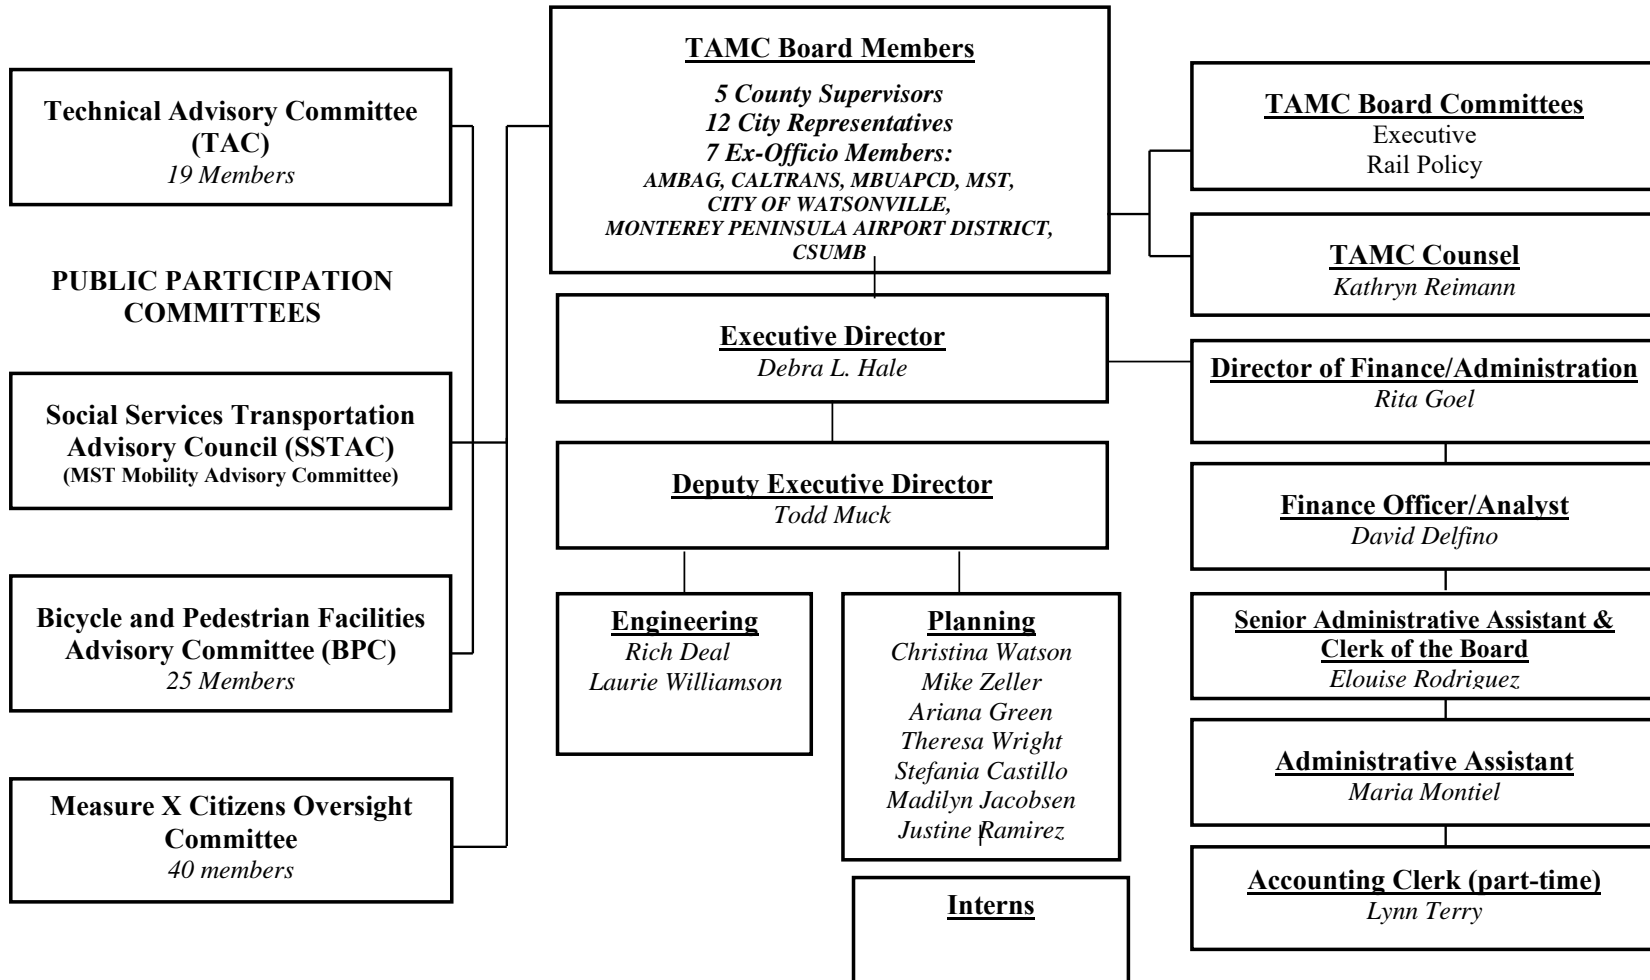 TAMC Board Members
5 County Supervisors
12 City Representatives
7 Ex-Officio Members:
AMBAG, CALTRANS, MBUAPCD, MST,
CITY OF WATSONVILLE,
MONTEREY PENINSULA AIRPORT DISTRICT,
CSUMB
Technical Advisory Committee
(TAC)
19 Members
PUBLIC PARTICIPATION
COMMITTEES
Social Services Transportation
Advisory Council (SSTAC)
(MST Mobility Advisory Committee)
Bicycle and Pedestrian Facilities
Advisory Committee (BPC)
25 Members
Measure X Citizens Oversight
Committee
40 members
Executive Director
Debra L. Hale
Deputy Executive Director
Todd Muck
Engineering
Rich Deal
Laurie Williamson
Planning
Christina Watson
Mike Zeller
Ariana Green
Theresa Wright
Stefania Castillo
Madilyn Jacobsen
Justine Ramirez
Interns
TAMC Board Committees
Executive
Rail Policy
TAMC Counsel
Kathryn Reimann
Director of Finance/Administration
Rita Goel
Finance Officer/Analyst
David Delfino
Senior Administrative Assistant &
Clerk of the Board
Elouise Rodriguez
Administrative Assistant
Maria Montiel
Accounting Clerk (part-time)
Lynn Terry